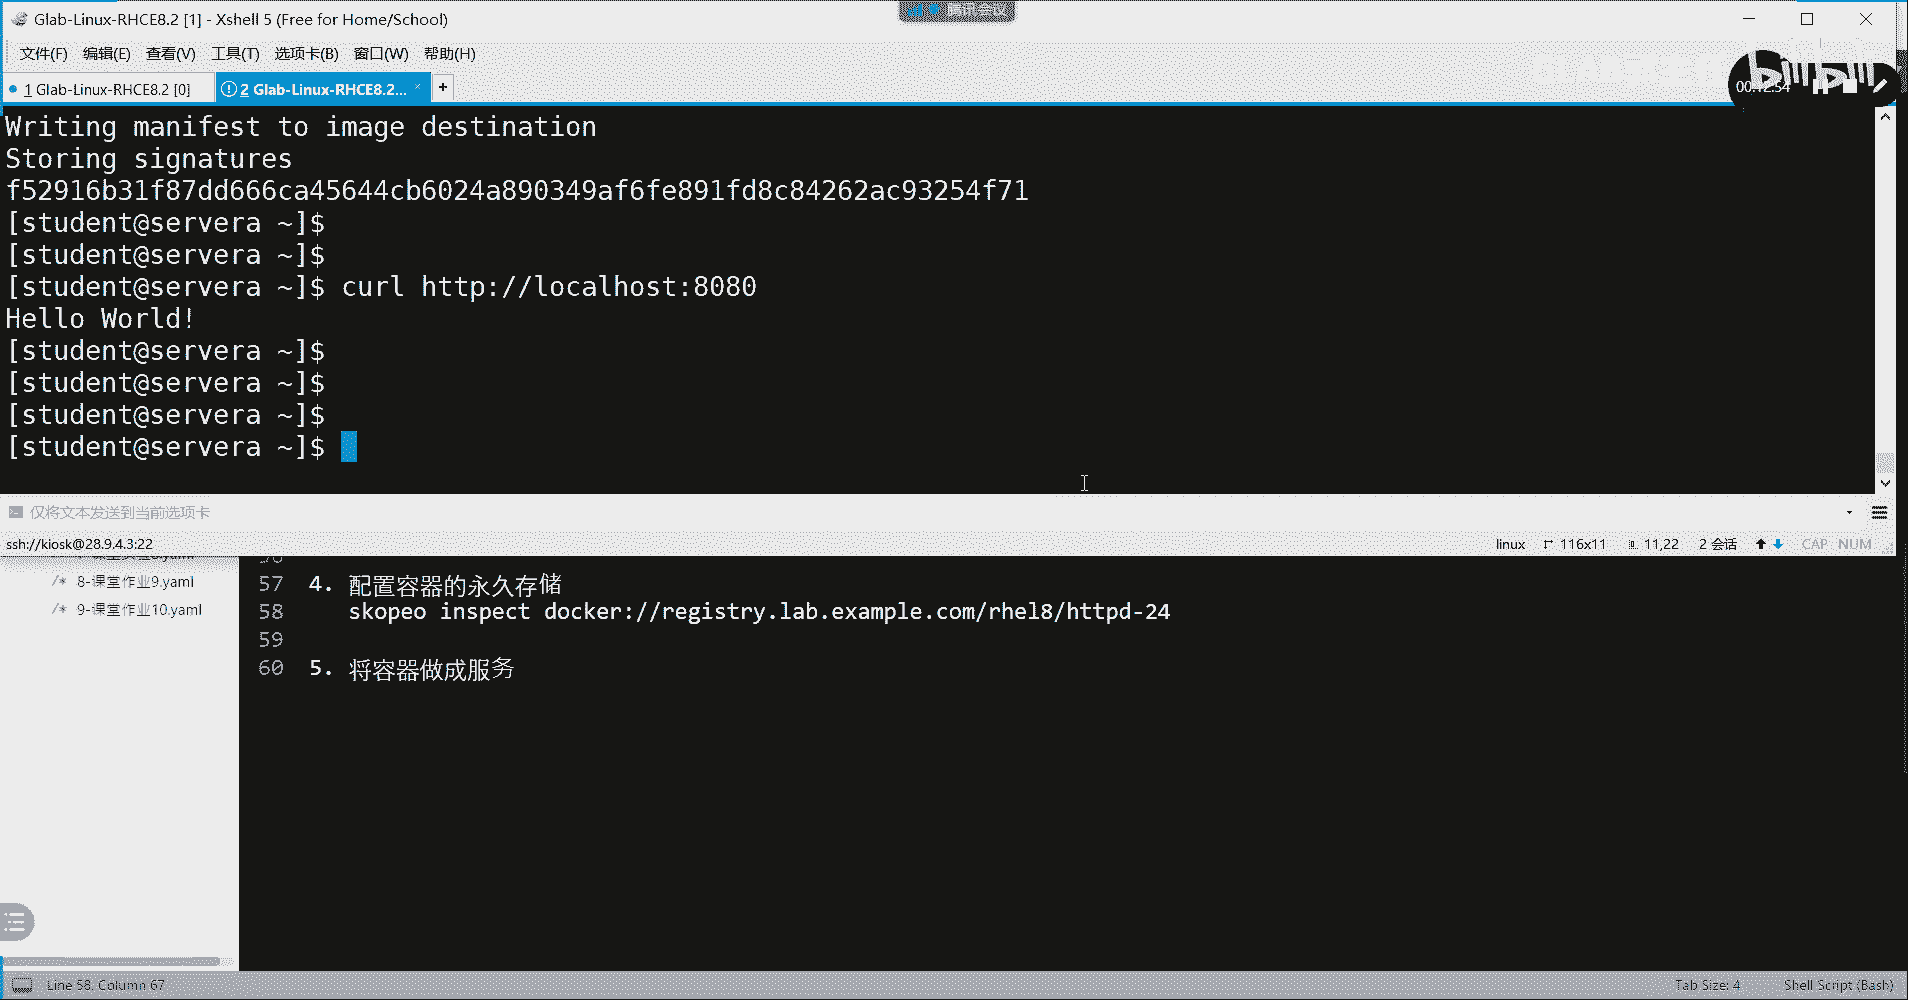 Glab-Linux-RHCE8.2 [1] - Xshell 5 (Free for Home/School)
腾讯会议
文件(F) 编辑(E) 查看(V) 工具(T) 选项卡(B) 窗口(W) 帮助(H)
1 Glab-Linux-RHCE8.2 [0]
2 Glab-Linux-RHCE8.2...
+
00:12:54
bilibili
Writing manifest to image destination
Storing signatures
f52916b31f87dd666ca45644cb6024a890349af6fe891fd8c84262ac93254f71
[student@servera ~]$
[student@servera ~]$
[student@servera ~]$ curl http://localhost:8080
Hello World!
[student@servera ~]$
[student@servera ~]$
[student@servera ~]$
[student@servera ~]$
仅将文本发送到当前选项卡
ssh://kiosk@28.9.4.3:22
linux 116x11 11,22 2 会话 CAP NUM
/* 8-课堂作业9.yaml
/* 9-课堂作业10.yaml
57 4. 配置容器的永久存储
58 skopeo inspect docker://registry.lab.example.com/rhel8/httpd-24
59
60 5. 将容器做成服务
Line 58, Column 67
Tab Size: 4 Shell Script (Bash)